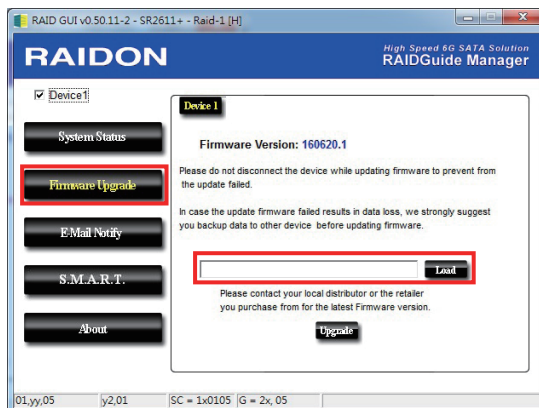 RAID GUI v0.50.11-2 - SR2611+ - Raid-1 [H]
RAIDON
High Speed 6G SATA Solution
RAIDGuide Manager
Device1
System Status
Firmware Upgrade
E-Mail Notify
S.M.A.R.T.
About
Device 1
Firmware Version: 160620.1
Please do not disconnect the device while updating firmware to prevent from
the update failed.
In case the update firmware failed results in data loss, we strongly suggest
you backup data to other device before updating firmware.
Load
Please contact your local distributor or the retailer
you purchase from for the latest Firmware version.
Upgrade
01,yy,05
y2,01
SC = 1x0105
G = 2x, 05